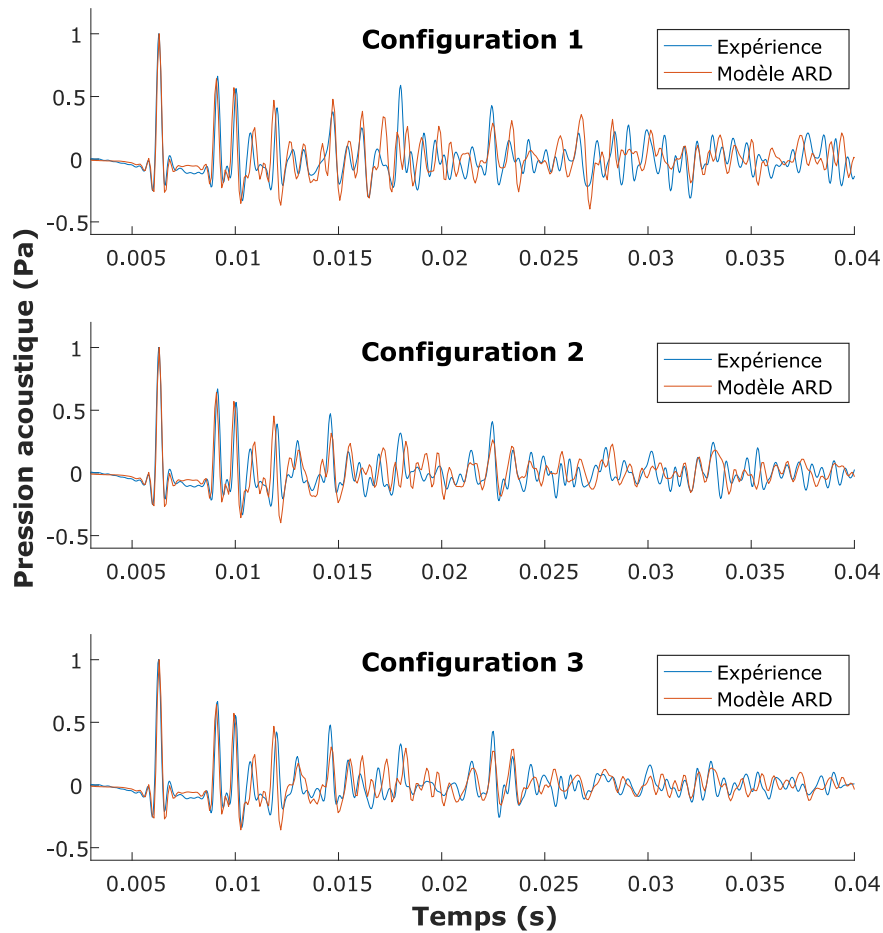 Configuration 1
Expérience
Modèle ARD
1
0.5
0
-0.5
0.005 0.01 0.015 0.02 0.025 0.03 0.035 0.04
Pression acoustique (Pa)
Configuration 2
Expérience
Modèle ARD
1
0.5
0
-0.5
0.005 0.01 0.015 0.02 0.025 0.03 0.035 0.04
Configuration 3
Expérience
Modèle ARD
1
0.5
0
-0.5
0.005 0.01 0.015 0.02 0.025 0.03 0.035 0.04
Temps (s)